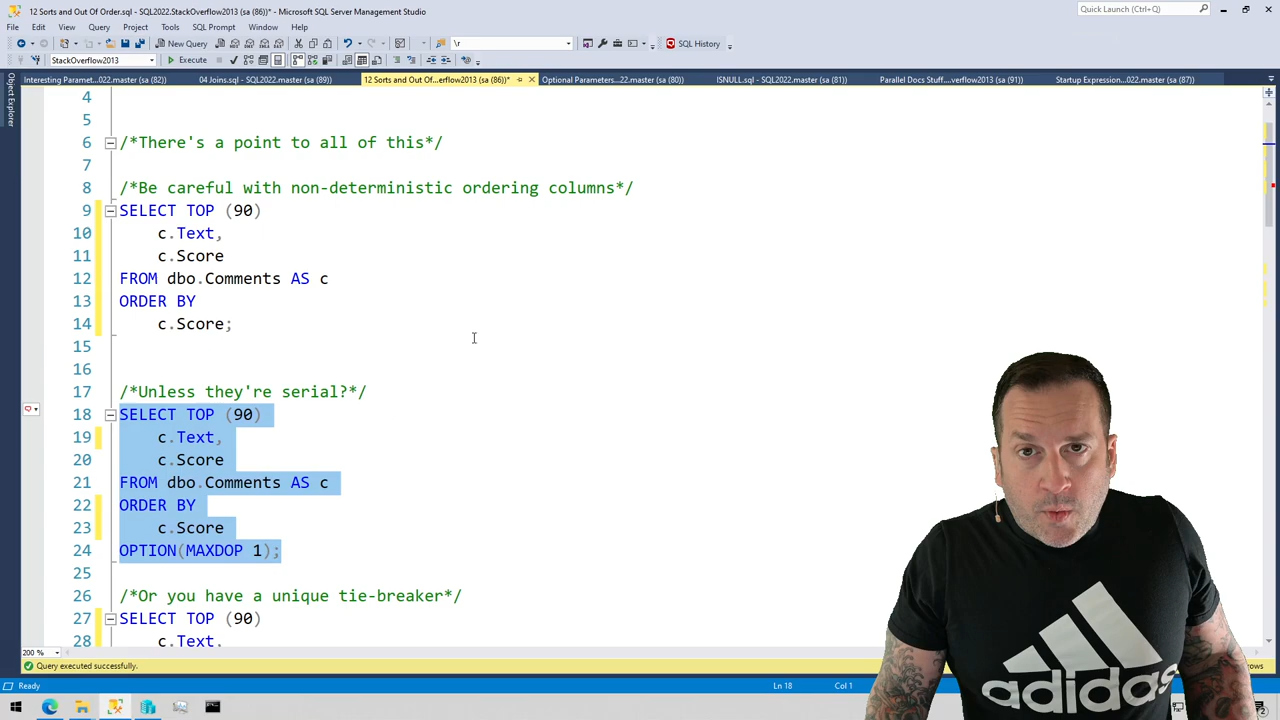 12 Sorts and Out Of Order.sql - SQL2022.StackOverflow2013 (sa (86))* - Microsoft SQL Server Management Studio
Quick Launch (Ctrl+Q)
File Edit View Query Project Tools SQL Prompt Window Help
New Query \r SQL History
StackOverflow2013 Execute
Interesting Paramet...022.master (82)) 04 Joins.sql - SQL2022.master (sa (89)) 12 Sorts and Out Of...erflow2013 (sa (86))* Optional Parameters...22.master (sa (80)) ISNULL.sql - SQL2022.master (sa (81)) Parallel Docs Stuff...verflow2013 (sa (91)) Startup Expression...022.master (sa (87))
Object Explorer
4
5
6 /*There's a point to all of this*/
7
8 /*Be careful with non-deterministic ordering columns*/
9 SELECT TOP (90)
10 c.Text,
11 c.Score
12 FROM dbo.Comments AS c
13 ORDER BY
14 c.Score;
15
16
17 /*Unless they're serial?*/
18 SELECT TOP (90)
19 c.Text,
20 c.Score
21 FROM dbo.Comments AS c
22 ORDER BY
23 c.Score
24 OPTION(MAXDOP 1);
25
26 /*Or you have a unique tie-breaker*/
27 SELECT TOP (90)
28 c.Text,
200 %
Query executed successfully. rows
Ready Ln 18 Col 1
adidas